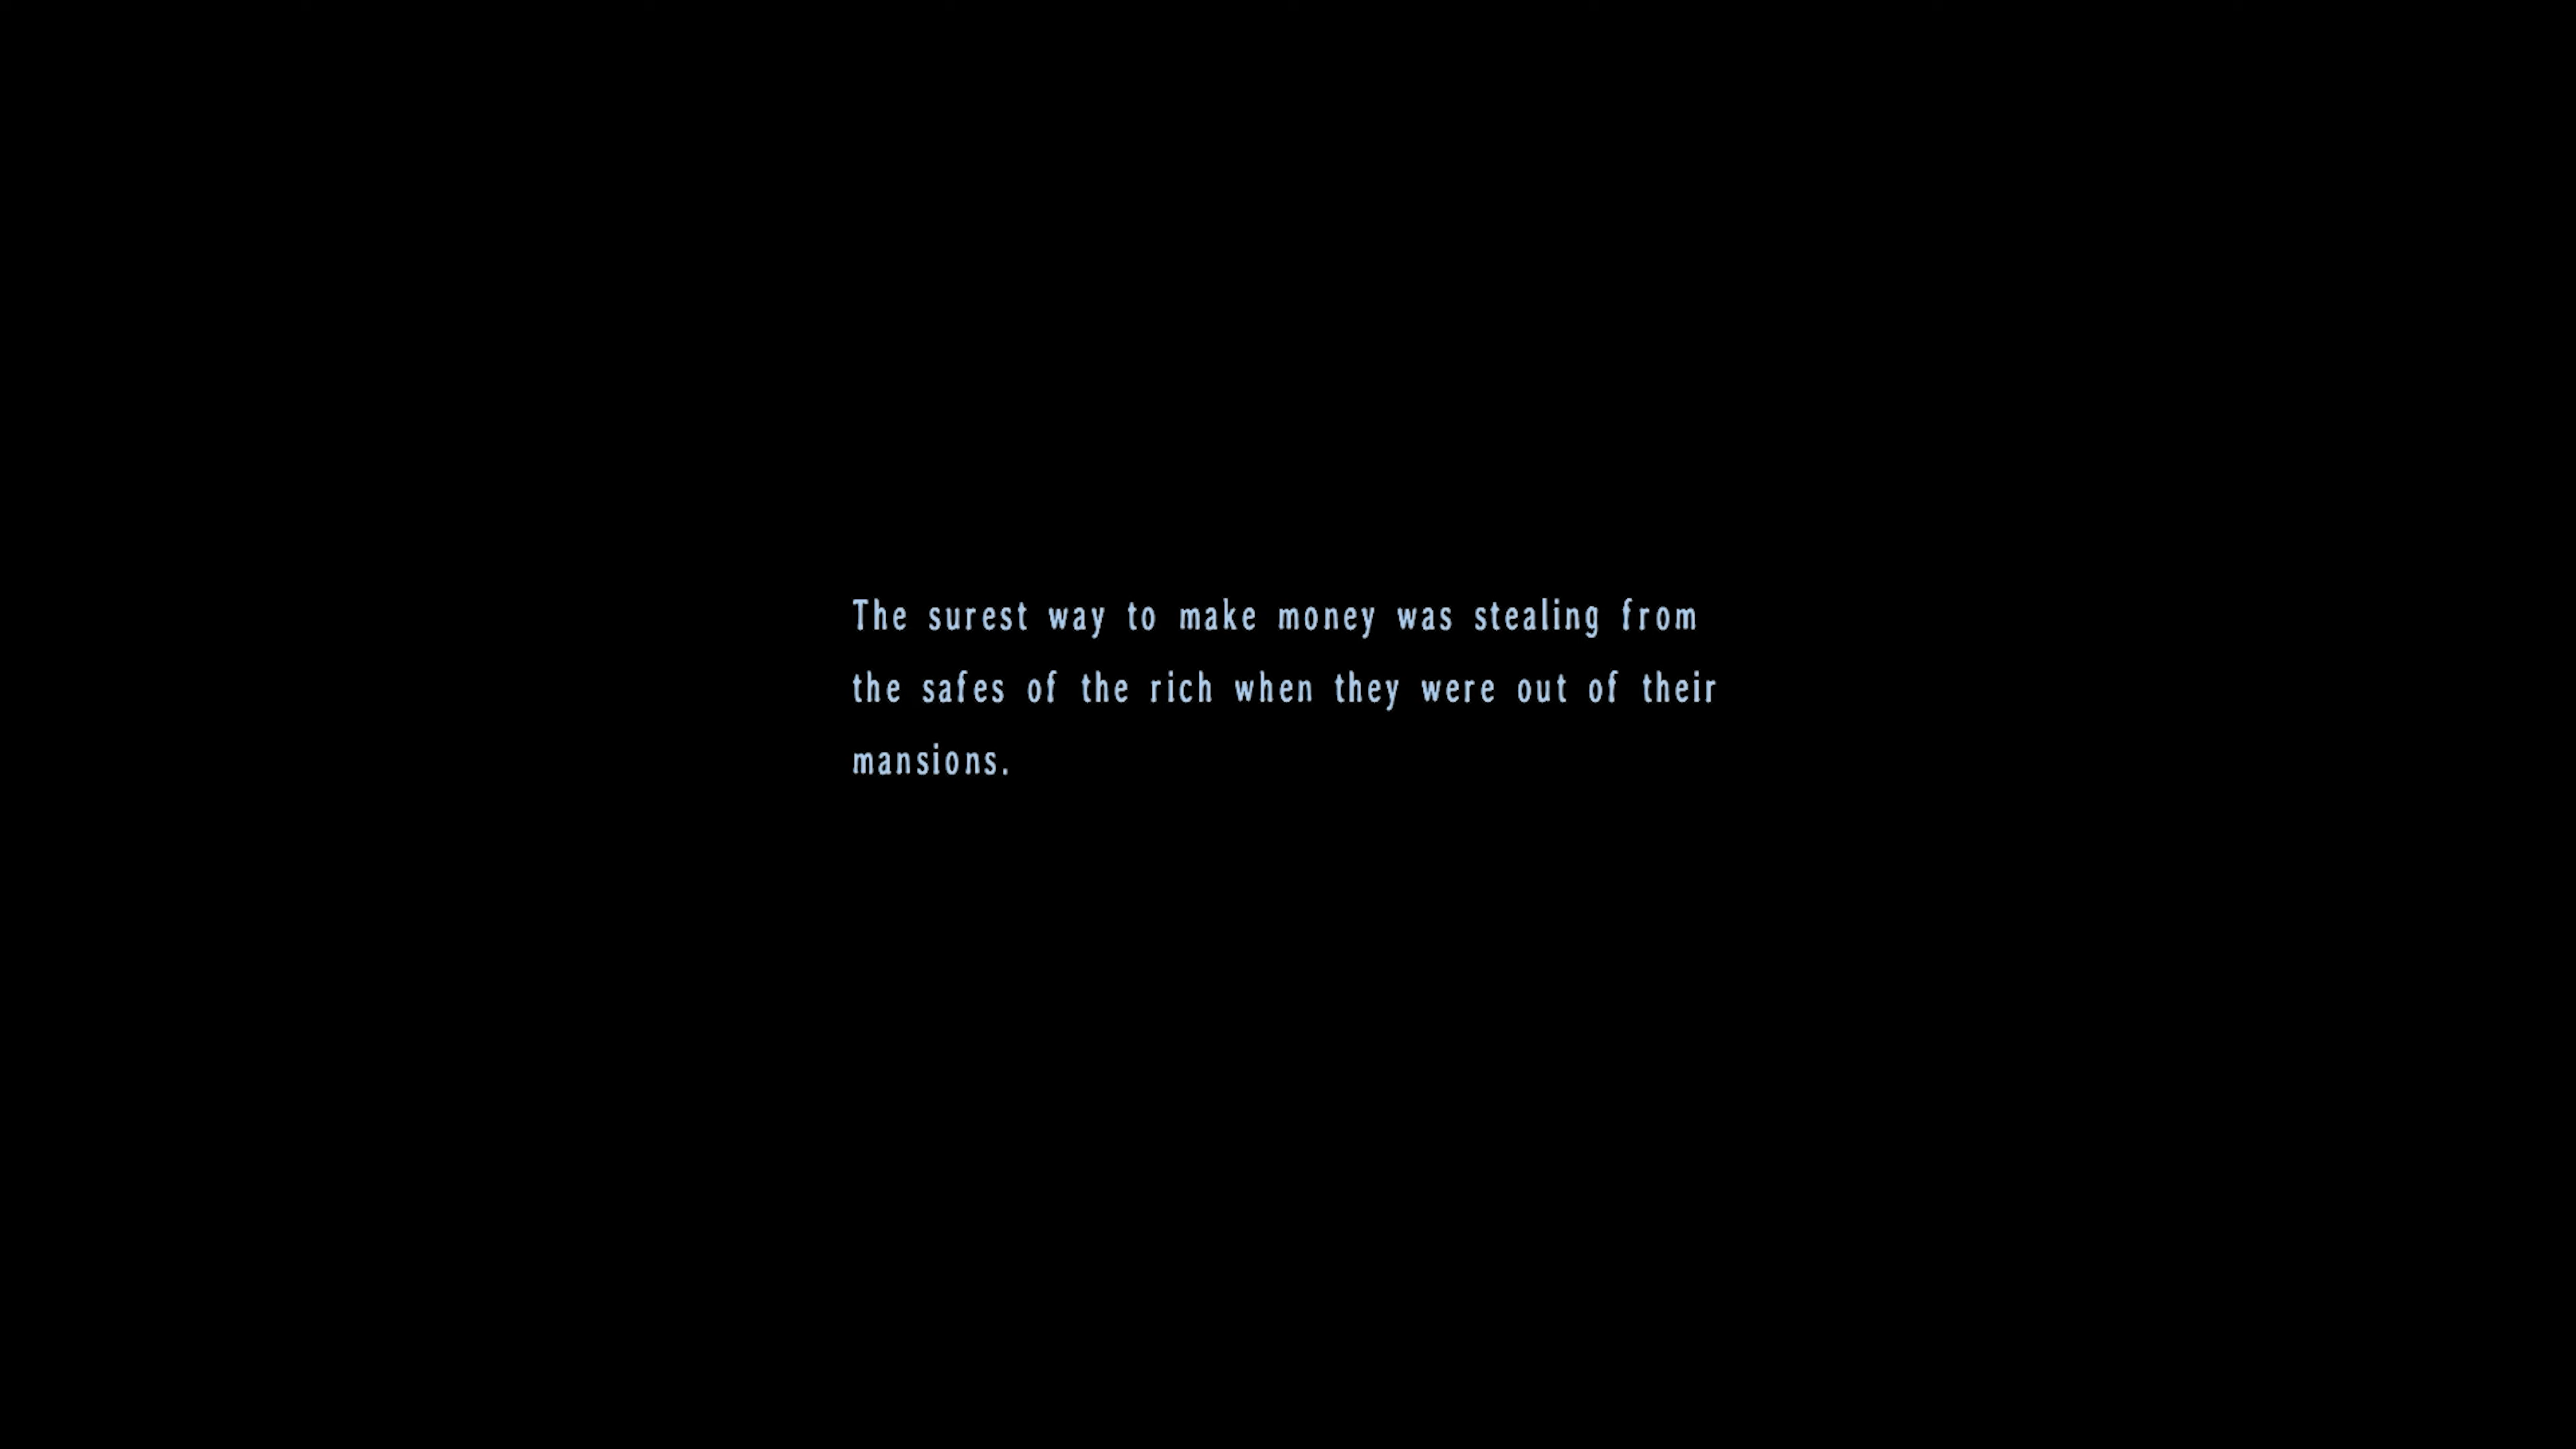 The surest way to make money was stealing from
the safes of the rich when they were out of their
mansions.